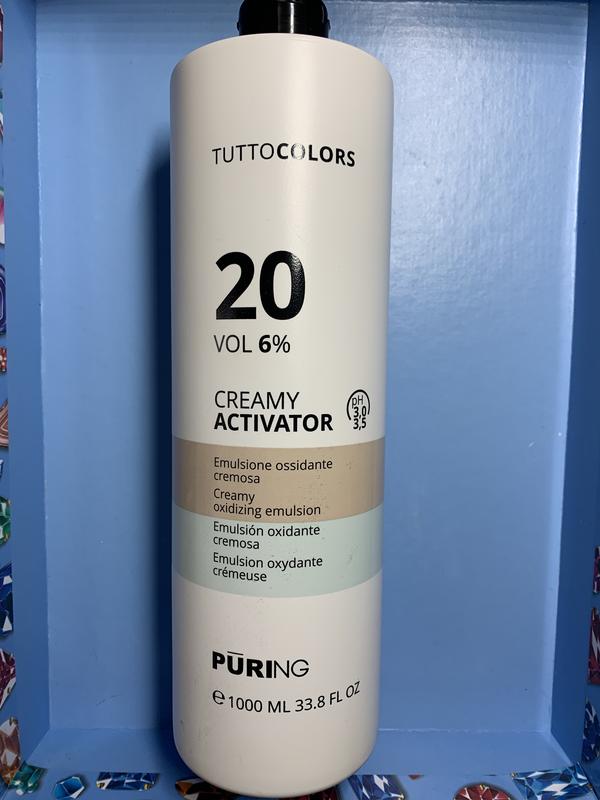 TUTTOCOLORS
20
VOL 6%
CREAMY
ACTIVATOR
pH
3,0
3,5
Emulsione ossidante
cremosa
Creamy
oxidizing emulsion
Emulsión oxidante
cremosa
Emulsion oxydante
crémeuse
PŪRING
℮ 1000 ML 33.8 FL OZ